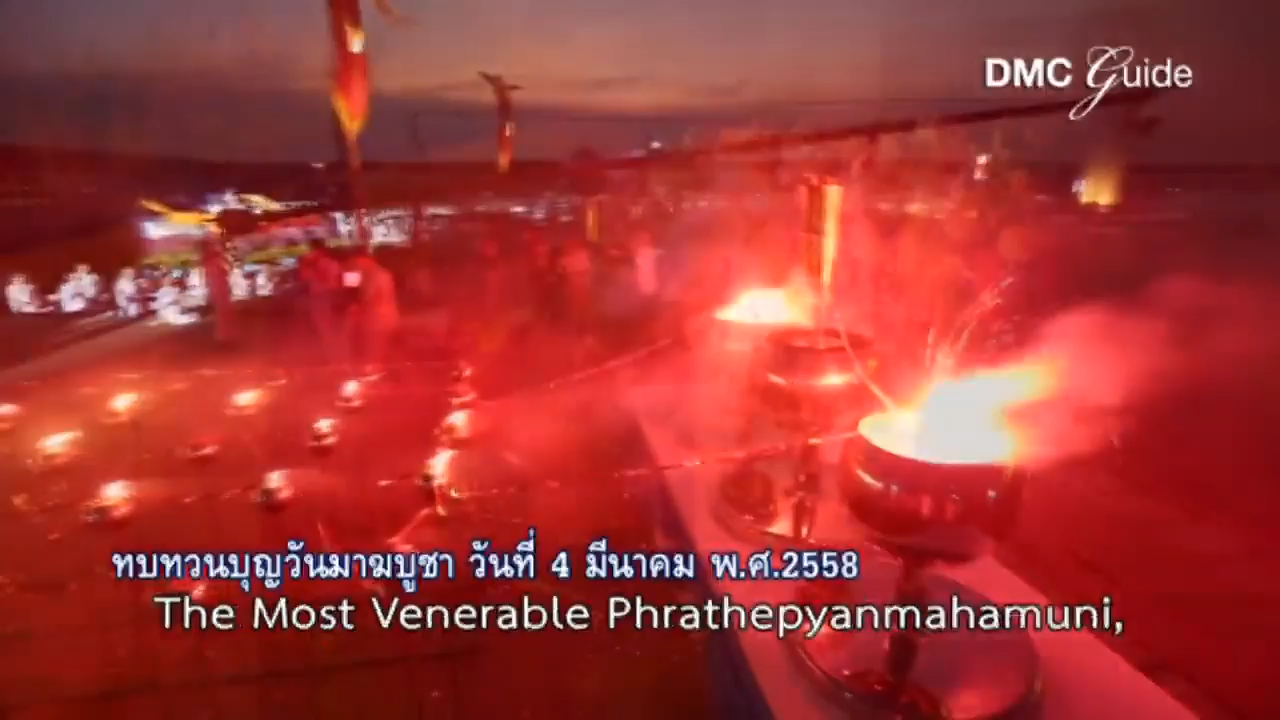 DMC Guide
ทบทวนบุญวันมาฆบูชา วันที่ 4 มีนาคม พ.ศ.2558
The Most Venerable Phrathepyanmahamuni,